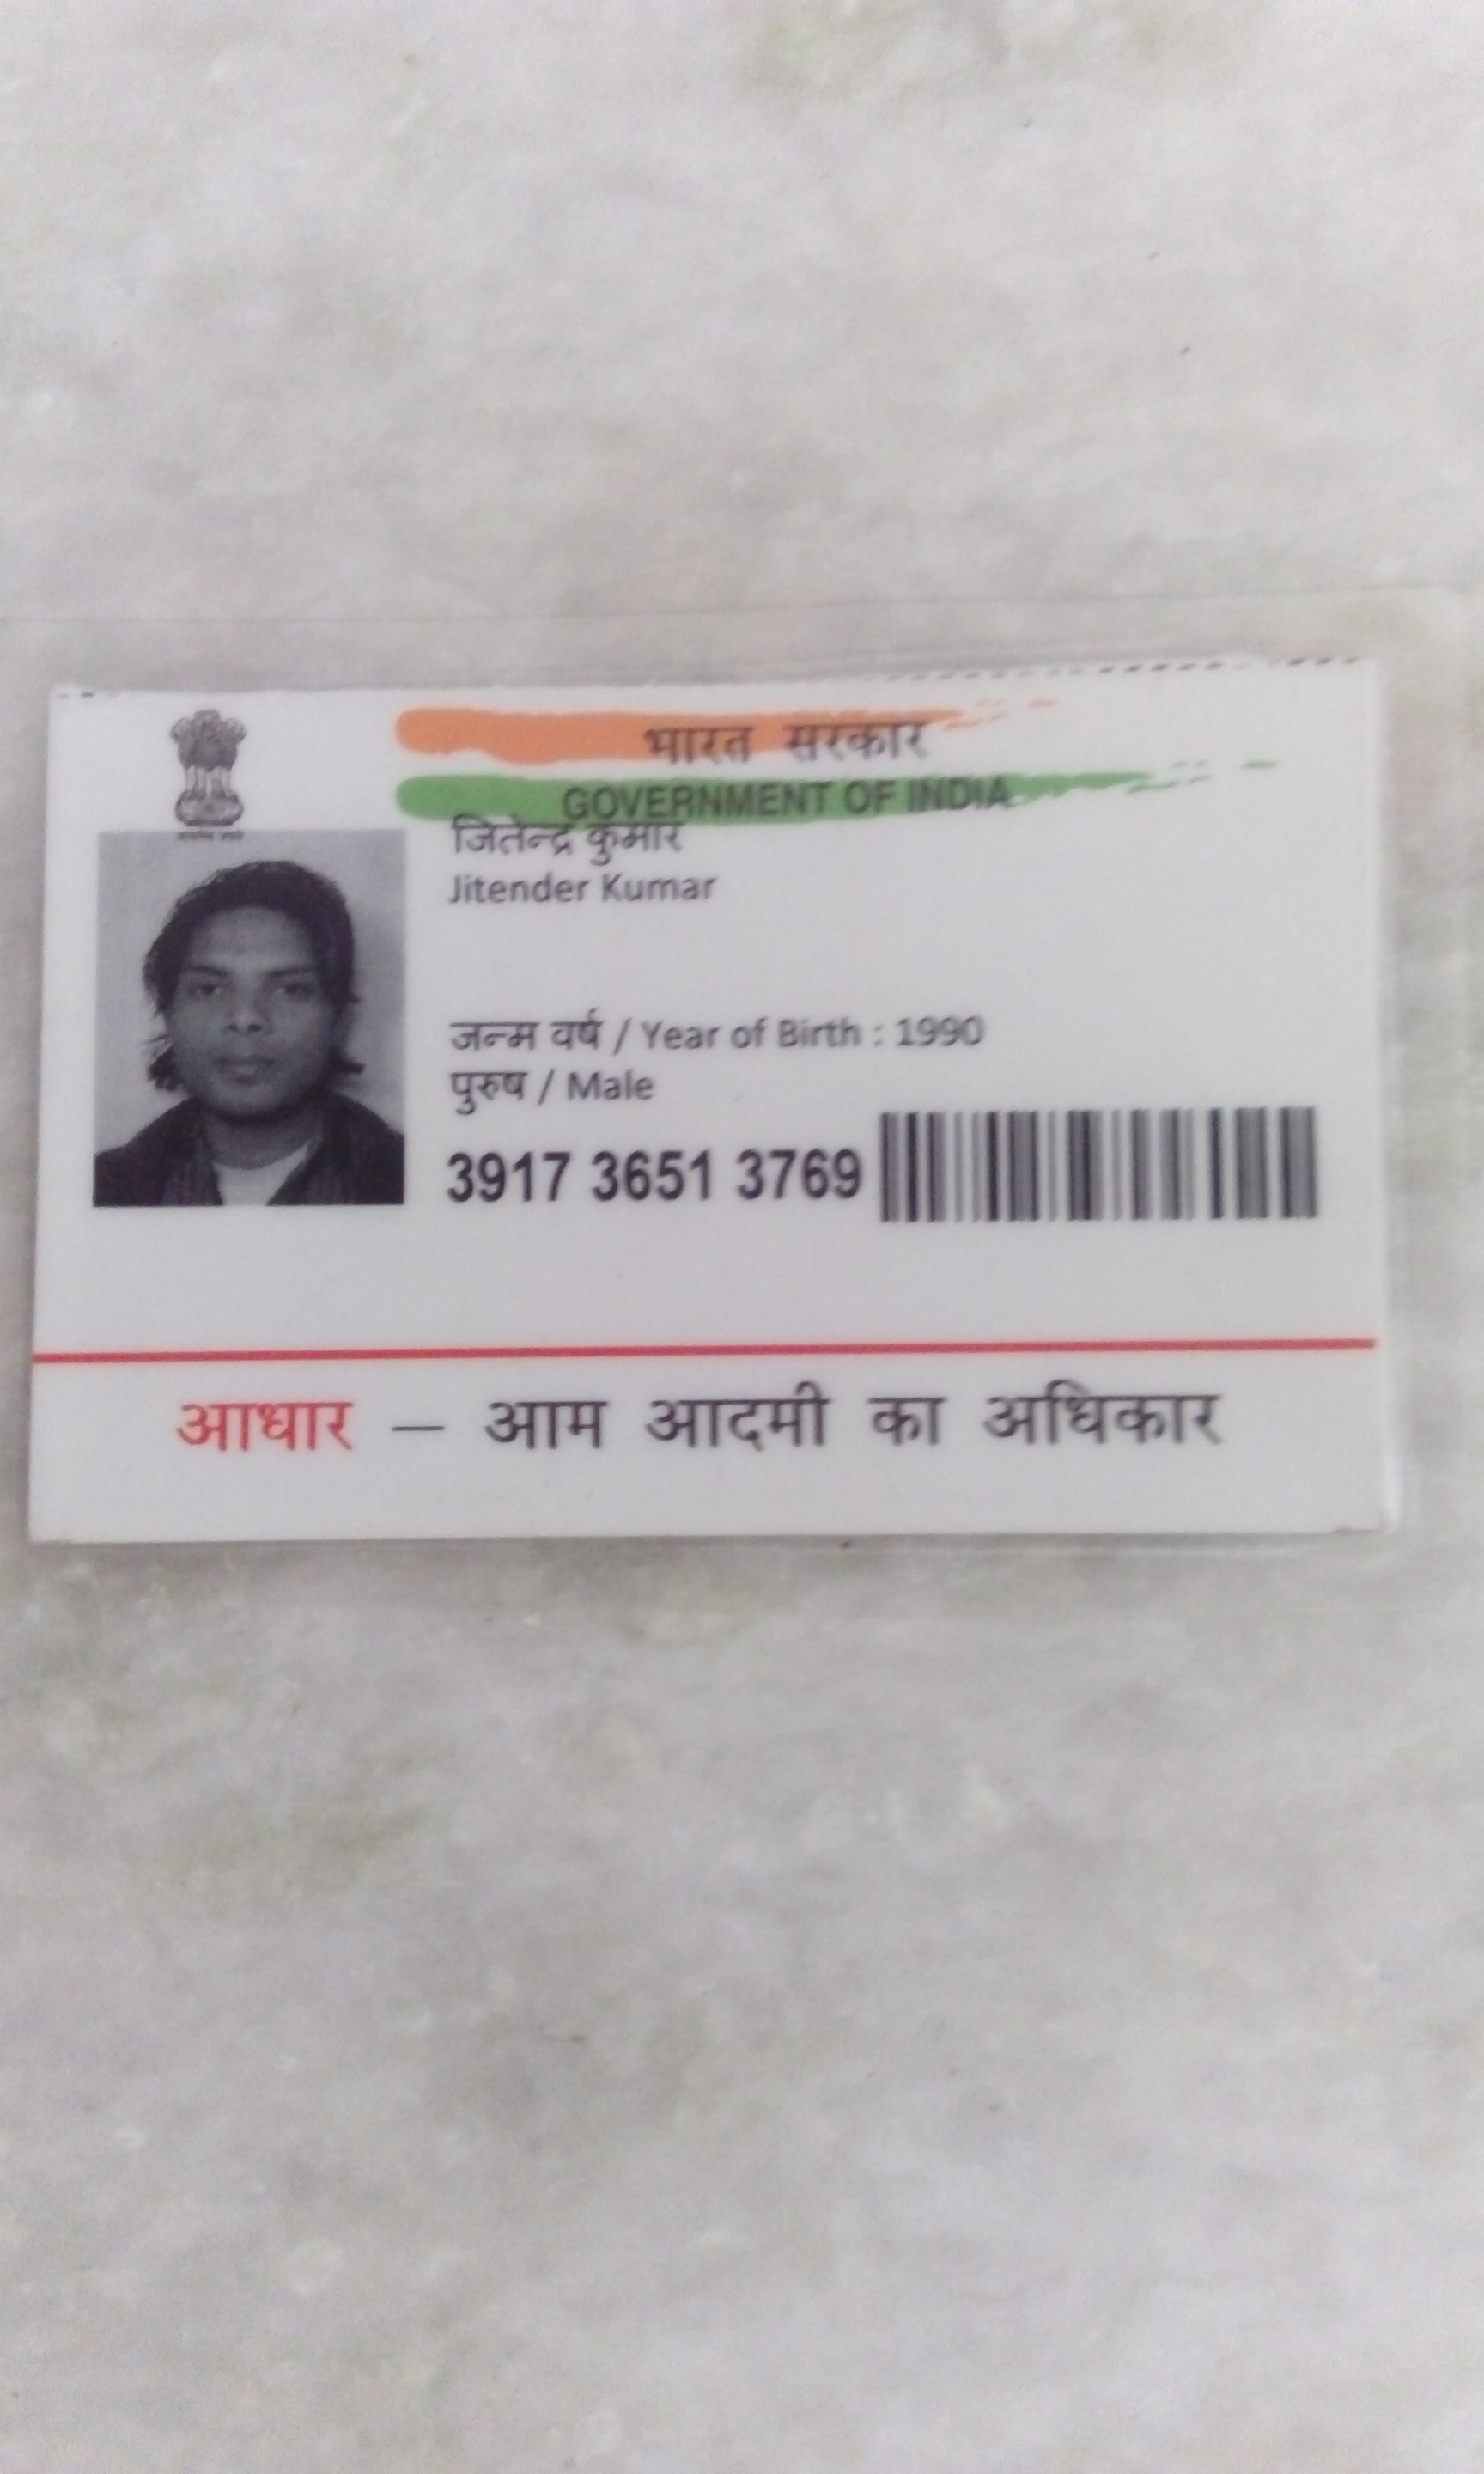 भारत सरकार
GOVERNMENT OF INDIA
जितेन्द्र कुमार
Jitender Kumar
जन्म वर्ष / Year of Birth : 1990
पुरुष / Male
3917 3651 3769
आधार – आम आदमी का अधिकार